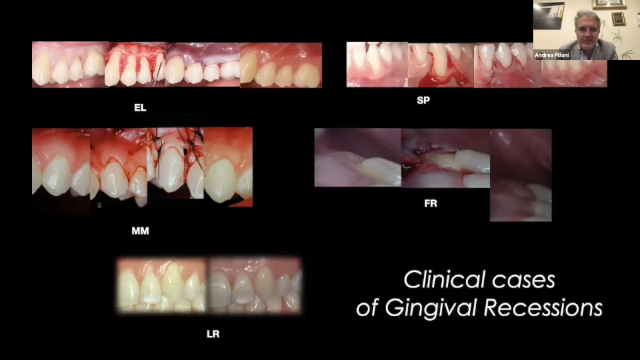 Andrea Pilloni
EL
SP
MM
FR
LR
Clinical cases
of Gingival Recessions